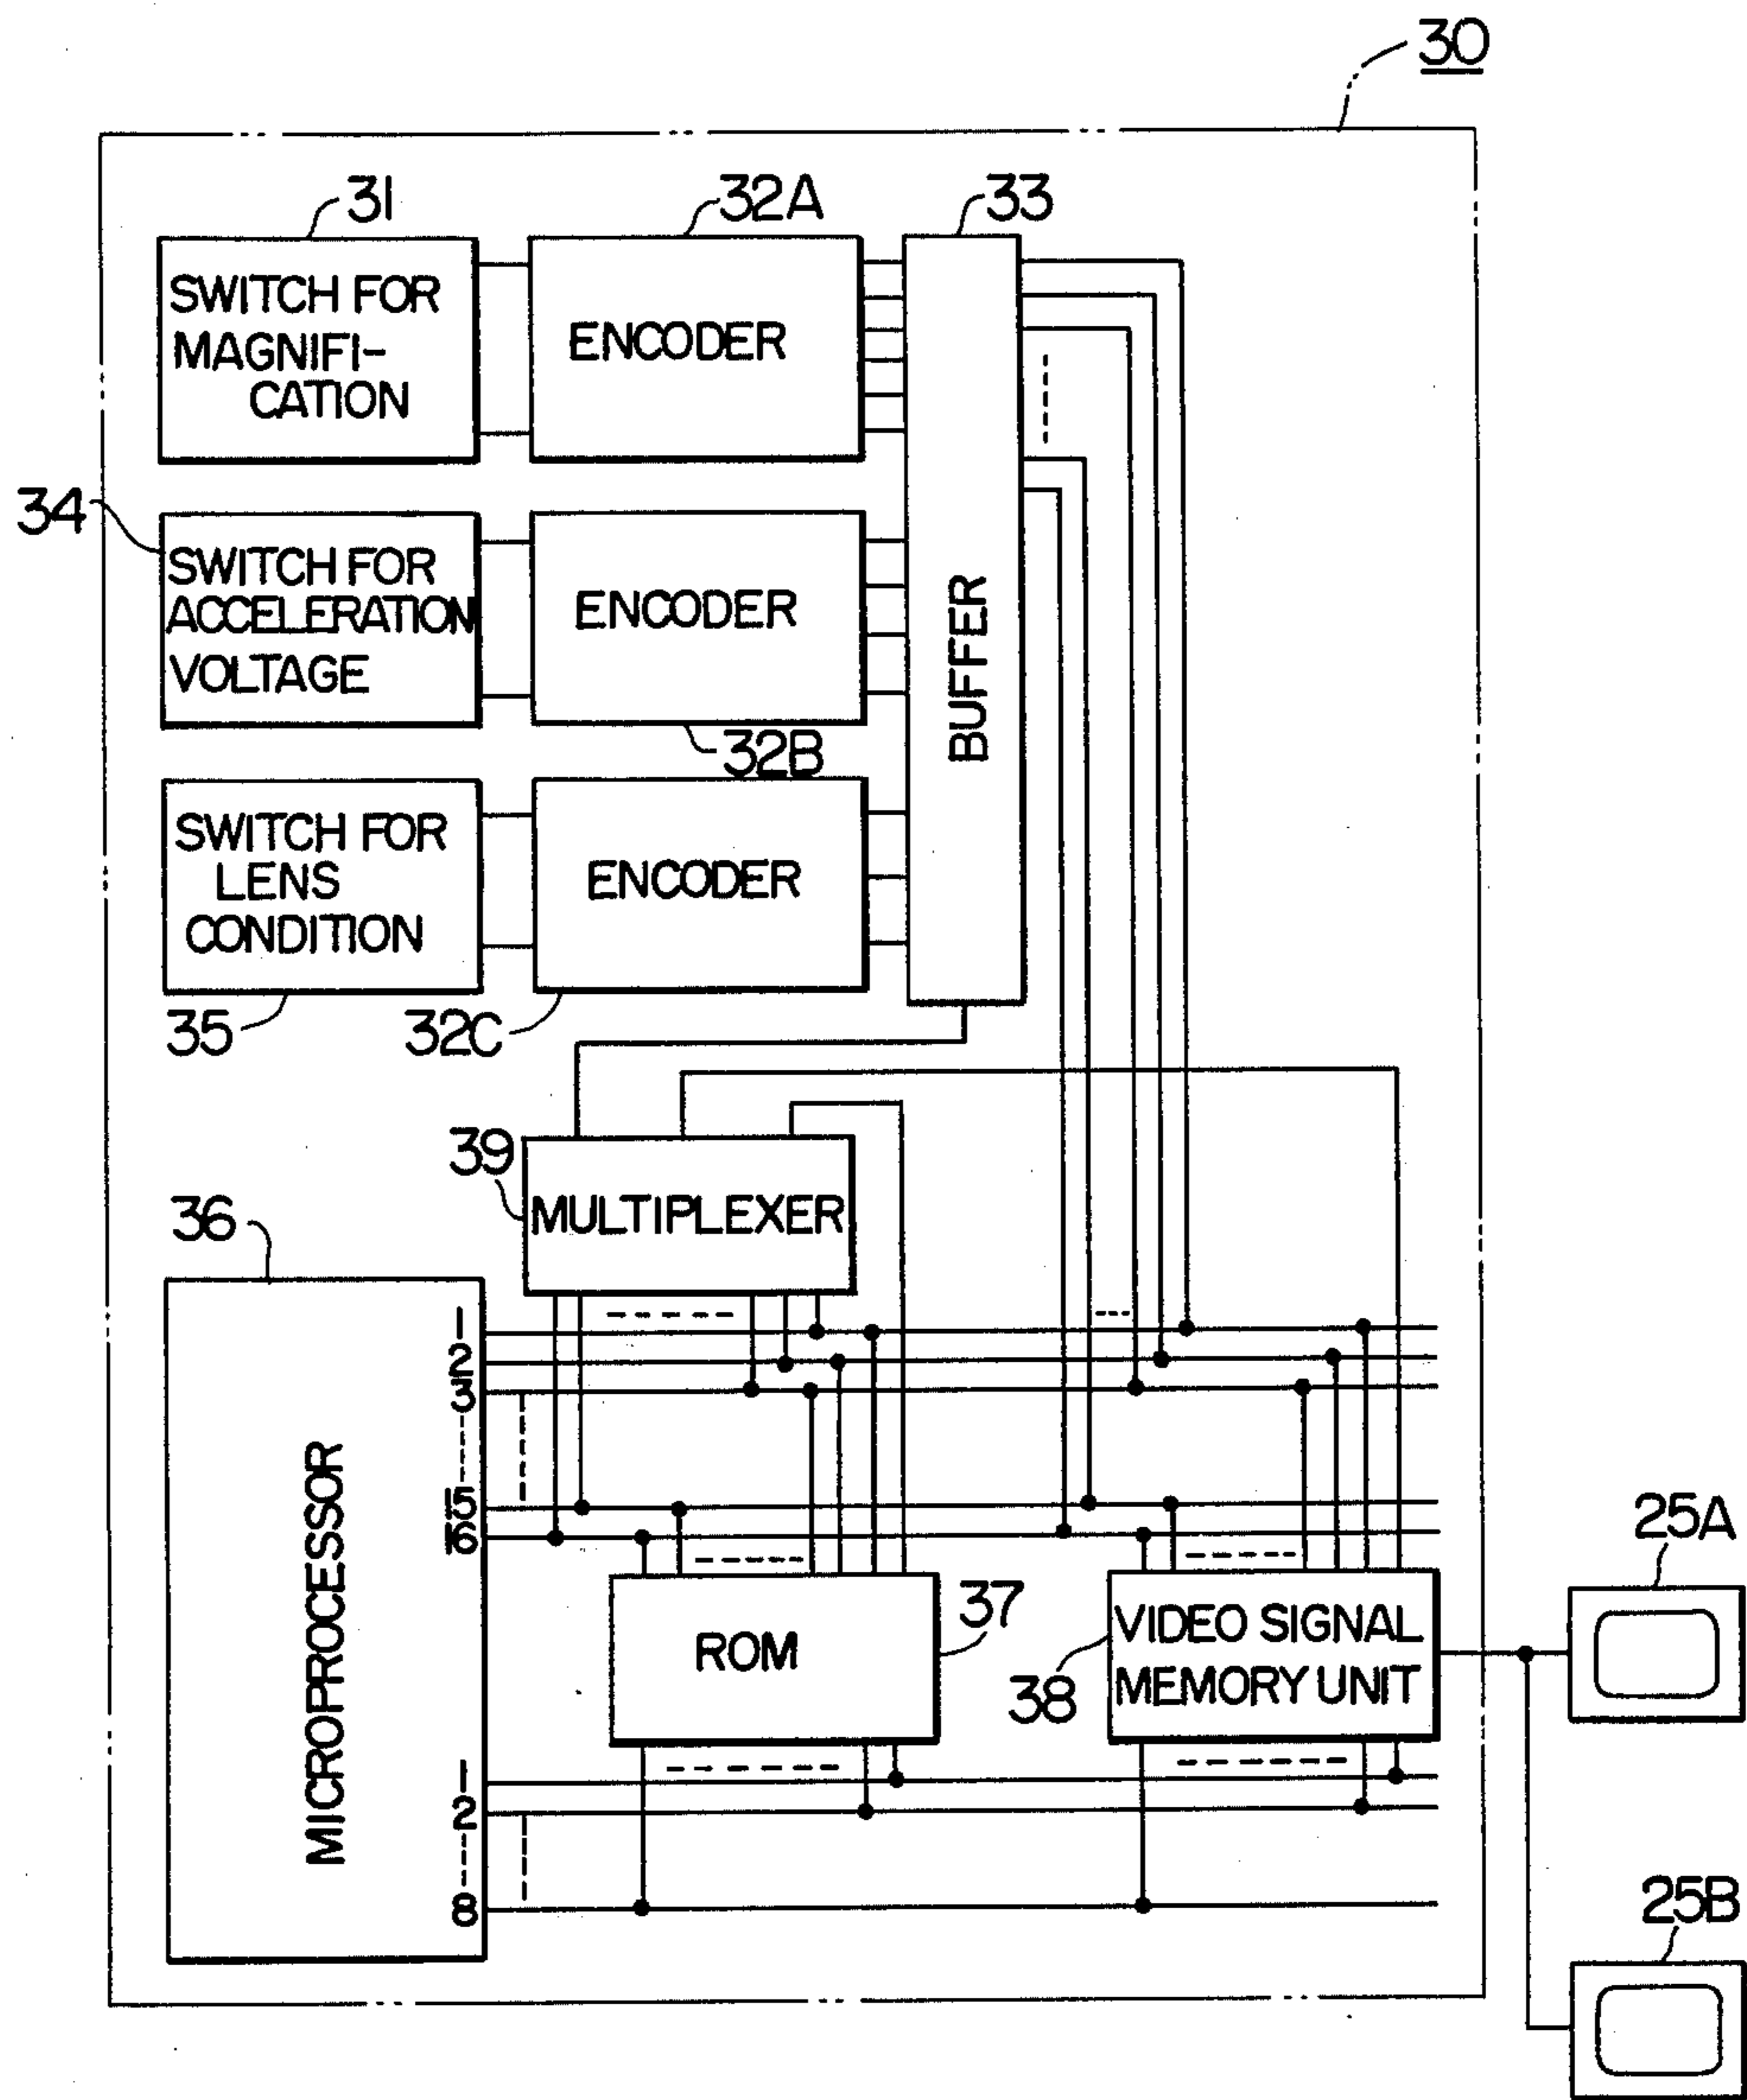 30
31
32A
33
SWITCH FOR
MAGNIFI-
CATION
ENCODER
34
SWITCH FOR
ACCELERATION
VOLTAGE
ENCODER
BUFFER
32B
SWITCH FOR
LENS
CONDITION
ENCODER
35
32C
39
MULTIPLEXER
36
MICROPROCESSOR
1
2
3
15
16
ROM
37
VIDEO SIGNAL
MEMORY UNIT
38
25A
1
2
8
25B